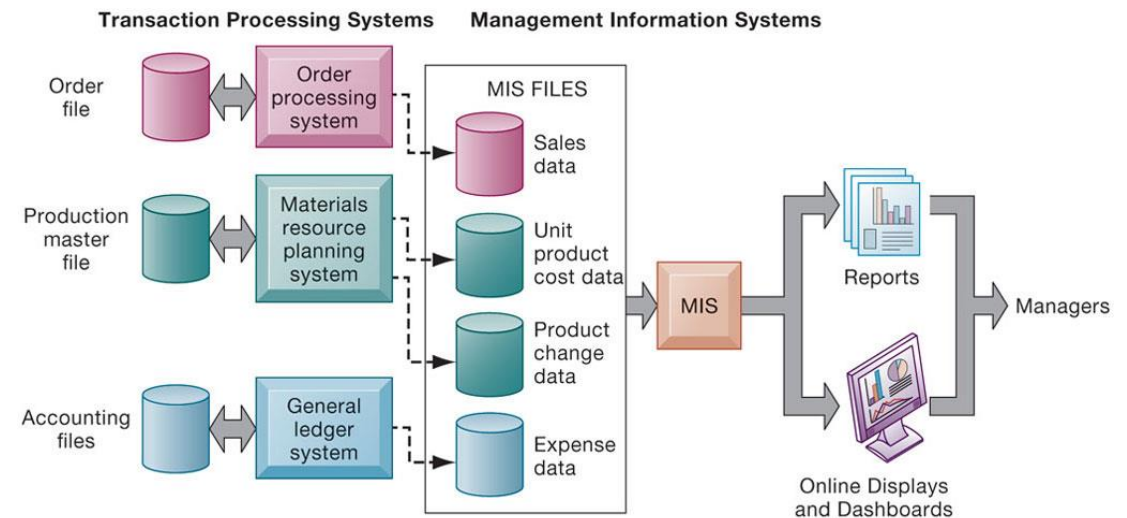 Transaction Processing Systems
Management Information Systems
Order
file
Order
processing
system
MIS FILES
Sales
data
Production
master
file
Materials
resource
planning
system
Unit
product
cost data
Product
change
data
Accounting
files
General
ledger
system
Expense
data
MIS
Reports
Managers
Online Displays
and Dashboards